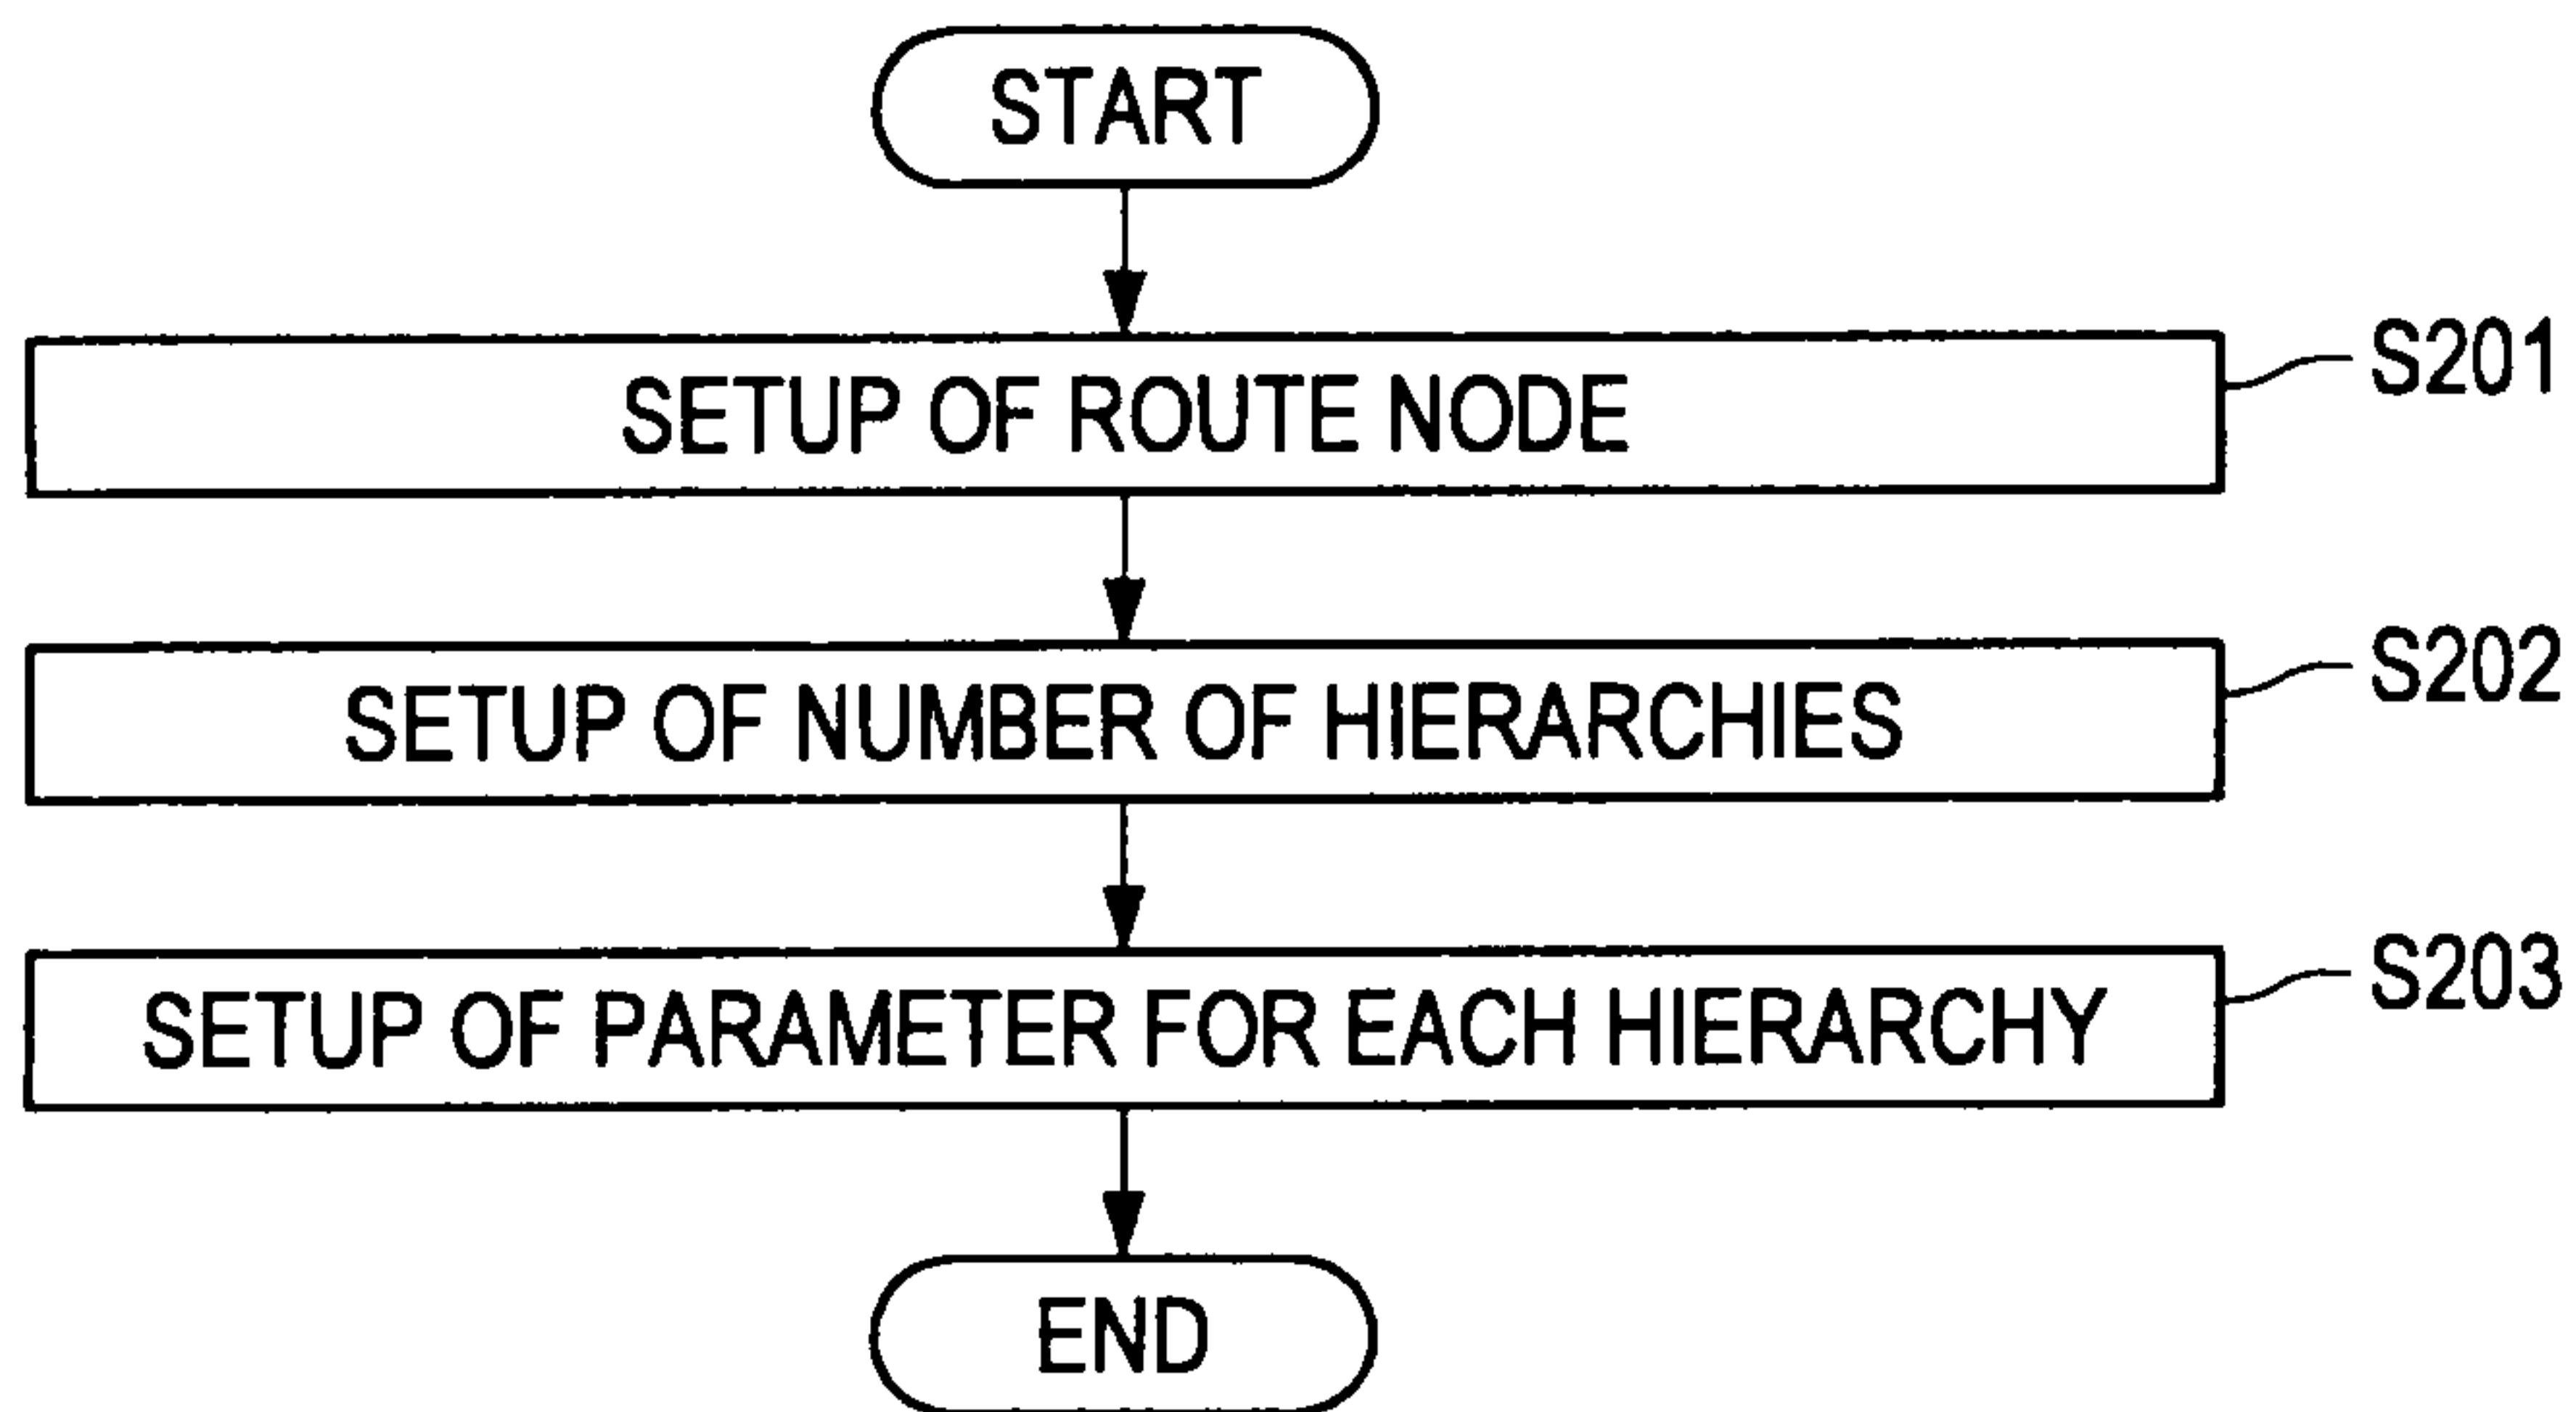 START
SETUP OF ROUTE NODE
S201
SETUP OF NUMBER OF HIERARCHIES
S202
SETUP OF PARAMETER FOR EACH HIERARCHY
S203
END